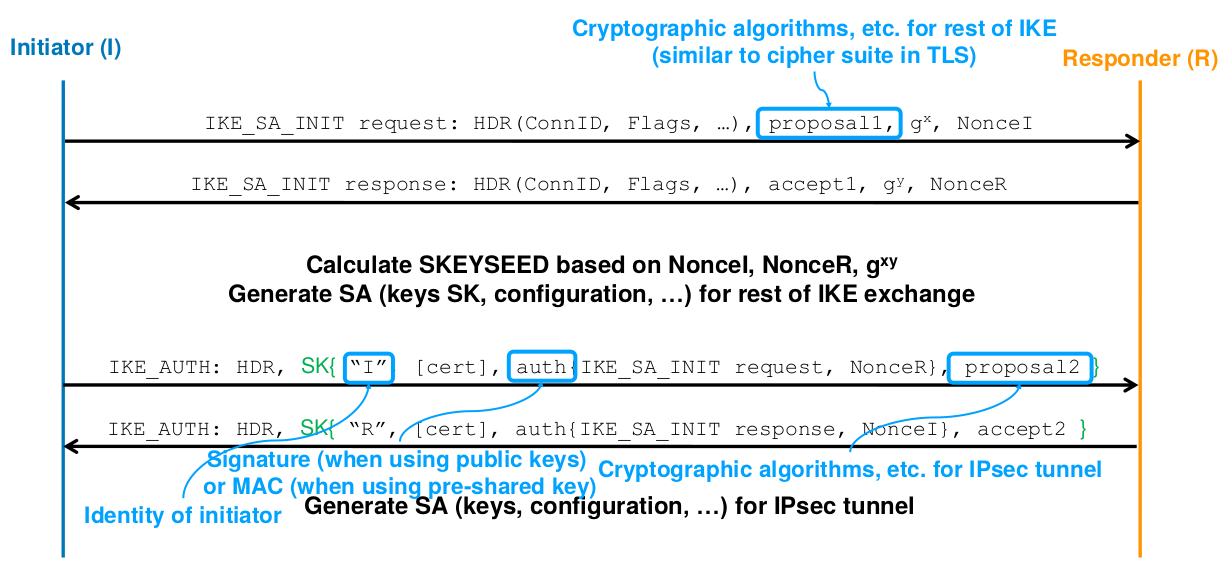 Cryptographic algorithms, etc. for rest of IKE
(similar to cipher suite in TLS)
Initiator (I)
Responder (R)
IKE_SA_INIT request: HDR(ConnID, Flags, …), proposal1, gˣ, NonceI
IKE_SA_INIT response: HDR(ConnID, Flags, …), accept1, gʸ, NonceR
Calculate SKEYSEED based on NonceI, NonceR, gˣʸ
Generate SA (keys SK, configuration, …) for rest of IKE exchange
IKE_AUTH: HDR, SK{ “I” [cert], auth{IKE_SA_INIT request, NonceR}, proposal2 }
IKE_AUTH: HDR, SK{ “R”, [cert], auth{IKE_SA_INIT response, NonceI}, accept2 }
Signature (when using public keys)
or MAC (when using pre-shared key)
Cryptographic algorithms, etc. for IPsec tunnel
Identity of initiator
Generate SA (keys, configuration, …) for IPsec tunnel